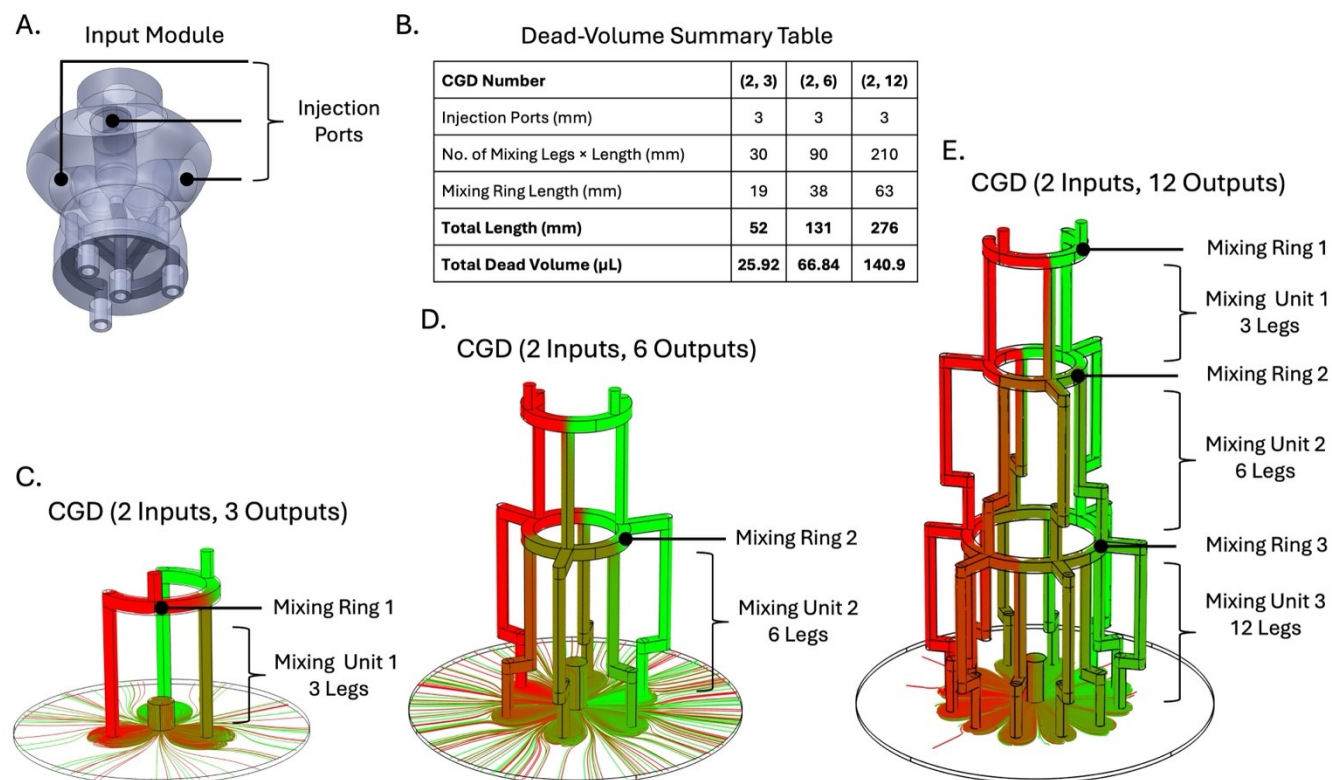 A.
Input Module
Injection
Ports
B.
Dead-Volume Summary Table
CGD Number (2, 3) (2, 6) (2, 12)
Injection Ports (mm) 3 3 3
No. of Mixing Legs × Length (mm) 30 90 210
Mixing Ring Length (mm) 19 38 63
Total Length (mm) 52 131 276
Total Dead Volume (µL) 25.92 66.84 140.9
C.
CGD (2 Inputs, 3 Outputs)
Mixing Ring 1
Mixing Unit 1
3 Legs
D.
CGD (2 Inputs, 6 Outputs)
Mixing Ring 2
Mixing Unit 2
6 Legs
E.
CGD (2 Inputs, 12 Outputs)
Mixing Ring 1
Mixing Unit 1
3 Legs
Mixing Ring 2
Mixing Unit 2
6 Legs
Mixing Ring 3
Mixing Unit 3
12 Legs